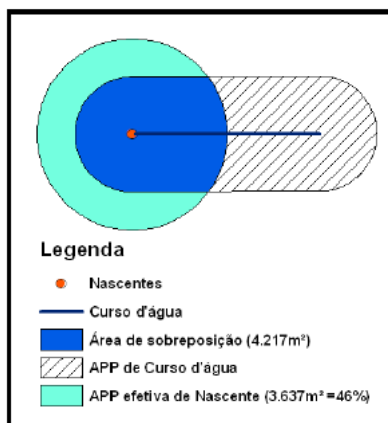 Legenda
Nascentes
Curso d'água
Área de sobreposição (4.217m²)
APP de Curso d'água
APP efetiva de Nascente (3.637m² = 46%)